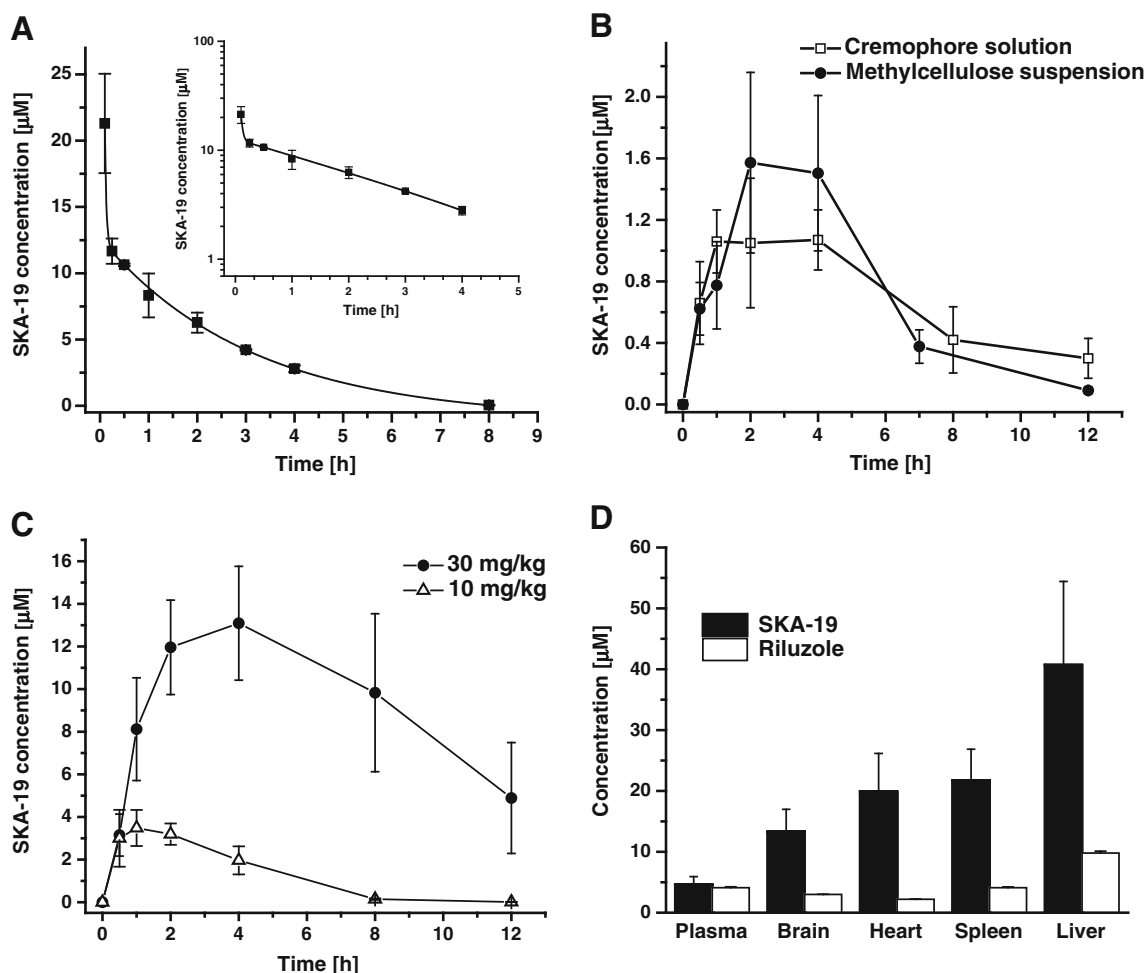 A
SKA-19 concentration [µM]
25
20
15
10
5
0
0 1 2 3 4 5 6 7 8 9
Time [h]
SKA-19 concentration [µM]
100
10
1
0 1 2 3 4 5
Time [h]
B
Cremophore solution
Methylcellulose suspension
SKA-19 concentration [µM]
2.0
1.6
1.2
0.8
0.4
0.0
0 2 4 6 8 10 12
Time [h]
C
30 mg/kg
10 mg/kg
SKA-19 concentration [µM]
16
14
12
10
8
6
4
2
0
0 2 4 6 8 10 12
Time [h]
D
SKA-19
Riluzole
Concentration [µM]
60
50
40
30
20
10
0
Plasma Brain Heart Spleen Liver